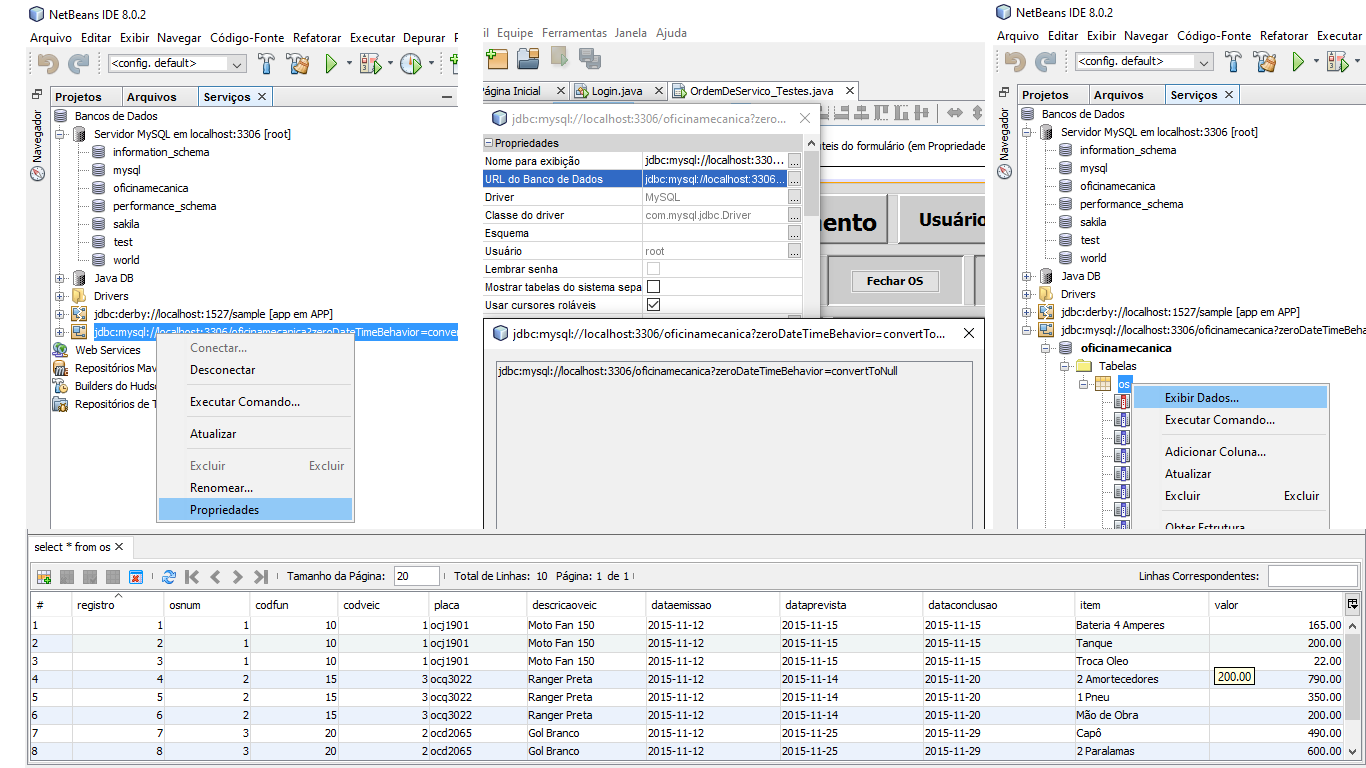 NetBeans IDE 8.0.2
Arquivo Editar Exibir Navegar Código-Fonte Refatorar Executar Depurar
<config. default>
Projetos Arquivos Serviços
Navegador
Bancos de Dados
Servidor MySQL em localhost:3306 [root]
information_schema
mysql
oficinamecanica
performance_schema
sakila
test
world
Java DB
Drivers
jdbc:derby://localhost:1527/sample [app em APP]
jdbc:mysql://localhost:3306/oficinamecanica?zeroDateTimeBehavior=conver
Web Services
Repositórios Mav
Builders do Huds
Repositórios de T
Conectar...
Desconectar
Executar Comando...
Atualizar
Excluir Excluir
Renomear...
Propriedades
il Equipe Ferramentas Janela Ajuda
ágina Inicial Login.java OrdemDeServico_Testes.java
jdbc:mysql://localhost:3306/oficinamecanica?zero...
Propriedades
Nome para exibição jdbc:mysql://localhost:330... ...
URL do Banco de Dados jdbc:mysql://localhost:3306... ...
Driver MySQL ...
Classe do driver com.mysql.jdbc.Driver ...
Esquema ...
Usuário root ...
Lembrar senha
Mostrar tabelas do sistema sepa
Usar cursores roláveis
teis do formulário (em Propriedade
ento Usuário
Fechar OS
jdbc:mysql://localhost:3306/oficinamecanica?zeroDateTimeBehavior=convertTo...
jdbc:mysql://localhost:3306/oficinamecanica?zeroDateTimeBehavior=convertToNull
NetBeans IDE 8.0.2
Arquivo Editar Exibir Navegar Código-Fonte Refatorar Executar
<config. default>
Projetos Arquivos Serviços
Navegador
Bancos de Dados
Servidor MySQL em localhost:3306 [root]
information_schema
mysql
oficinamecanica
performance_schema
sakila
test
world
Java DB
Drivers
jdbc:derby://localhost:1527/sample [app em APP]
jdbc:mysql://localhost:3306/oficinamecanica?zeroDateTimeBeha
oficinamecanica
Tabelas
os
Exibir Dados...
Executar Comando...
Adicionar Coluna...
Atualizar
Excluir Excluir
Obter Estrutura
select * from os
Tamanho da Página: 20 Total de Linhas: 10 Página: 1 de 1 Linhas Correspondentes:
# registro osnum codfun codveic placa descricaoveic dataemissao dataprevista dataconclusao item valor
1 1 1 10 1 ocj1901 Moto Fan 150 2015-11-12 2015-11-15 2015-11-15 Bateria 4 Amperes 165.00
2 2 1 10 1 ocj1901 Moto Fan 150 2015-11-12 2015-11-15 2015-11-15 Tanque 200.00
3 3 1 10 1 ocj1901 Moto Fan 150 2015-11-12 2015-11-15 2015-11-15 Troca Oleo 22.00
4 4 2 15 3 ocq3022 Ranger Preta 2015-11-12 2015-11-14 2015-11-20 2 Amortecedores 200.00 790.00
5 5 2 15 3 ocq3022 Ranger Preta 2015-11-12 2015-11-14 2015-11-20 1 Pneu 350.00
6 6 2 15 3 ocq3022 Ranger Preta 2015-11-12 2015-11-14 2015-11-20 Mão de Obra 200.00
7 7 3 20 2 ocd2065 Gol Branco 2015-11-12 2015-11-25 2015-11-29 Capô 490.00
8 8 3 20 2 ocd2065 Gol Branco 2015-11-12 2015-11-25 2015-11-29 2 Paralamas 600.00